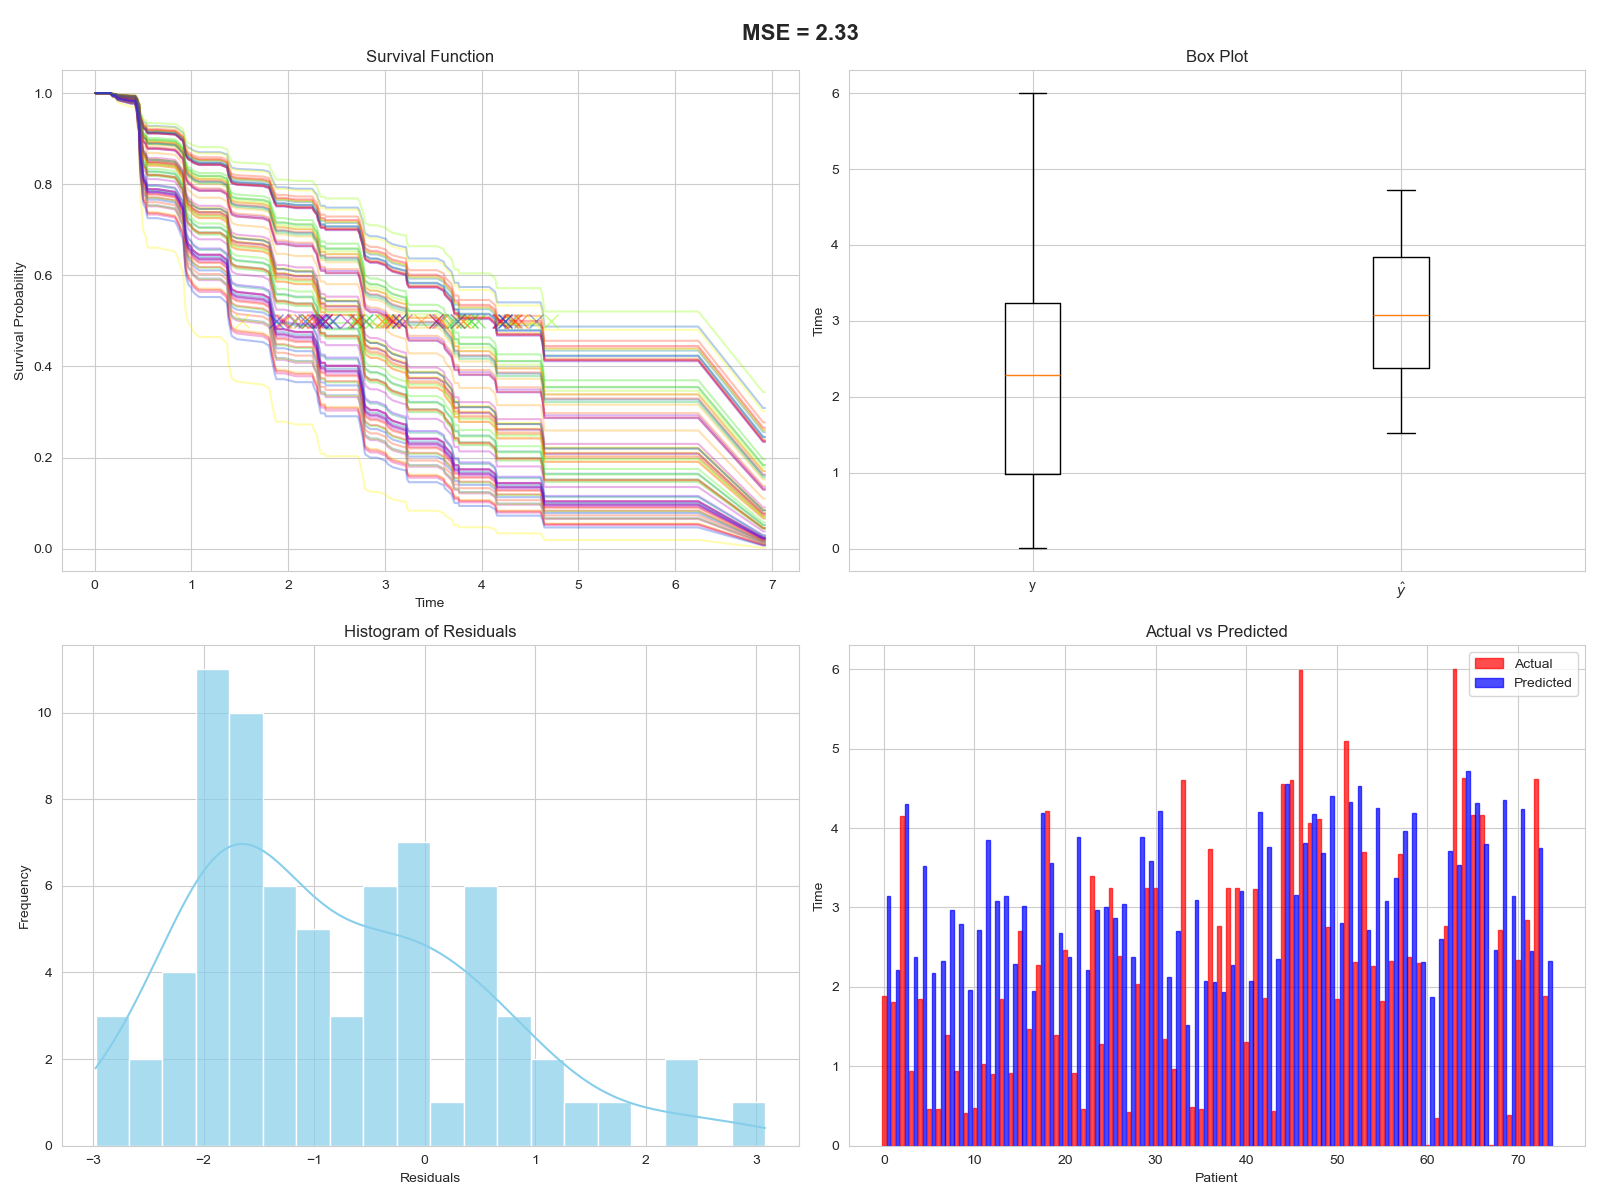 MSE = 2.33
Survival Function
Survival Probability
1.0
0.8
0.6
0.4
0.2
0.0
0 1 2 3 4 5 6 7
Time
Box Plot
Time
6
5
4
3
2
1
0
y ŷ
Histogram of Residuals
Frequency
10
8
6
4
2
0
−3 −2 −1 0 1 2 3
Residuals
Actual vs Predicted
Actual
Predicted
Time
6
5
4
3
2
1
0
0 10 20 30 40 50 60 70
Patient